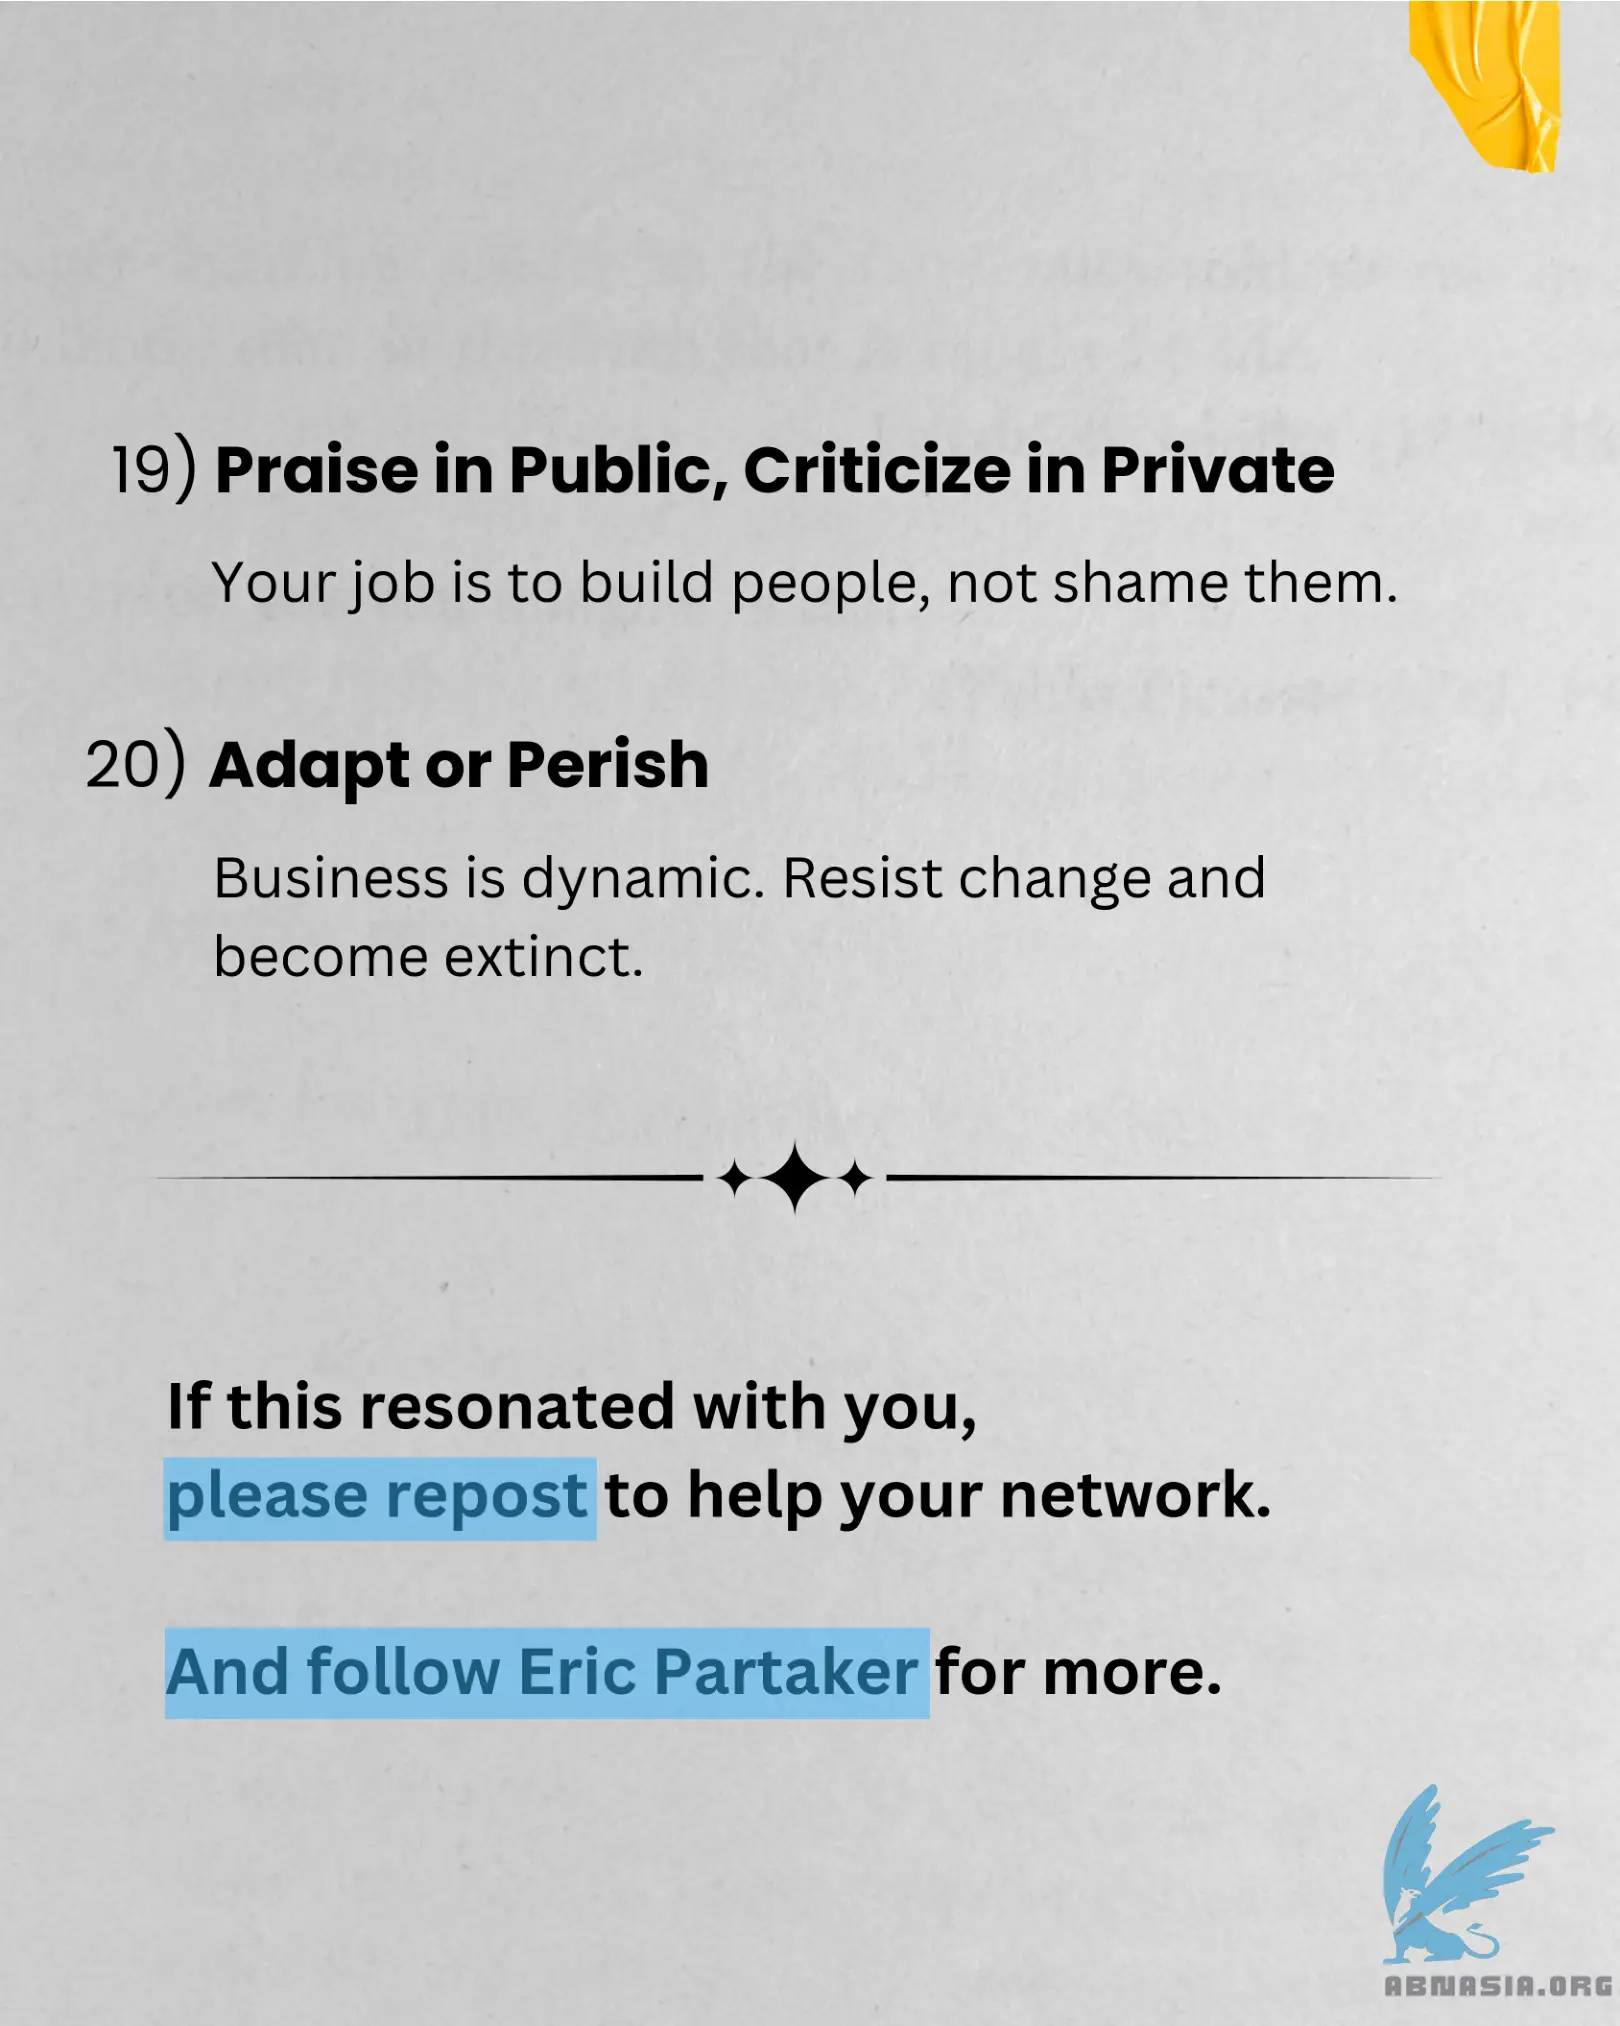 19) Praise in Public, Criticize in Private
Your job is to build people, not shame them.
20) Adapt or Perish
Business is dynamic. Resist change and
become extinct.
If this resonated with you,
please repost to help your network.
And follow Eric Partaker for more.
ABNASIA.ORG